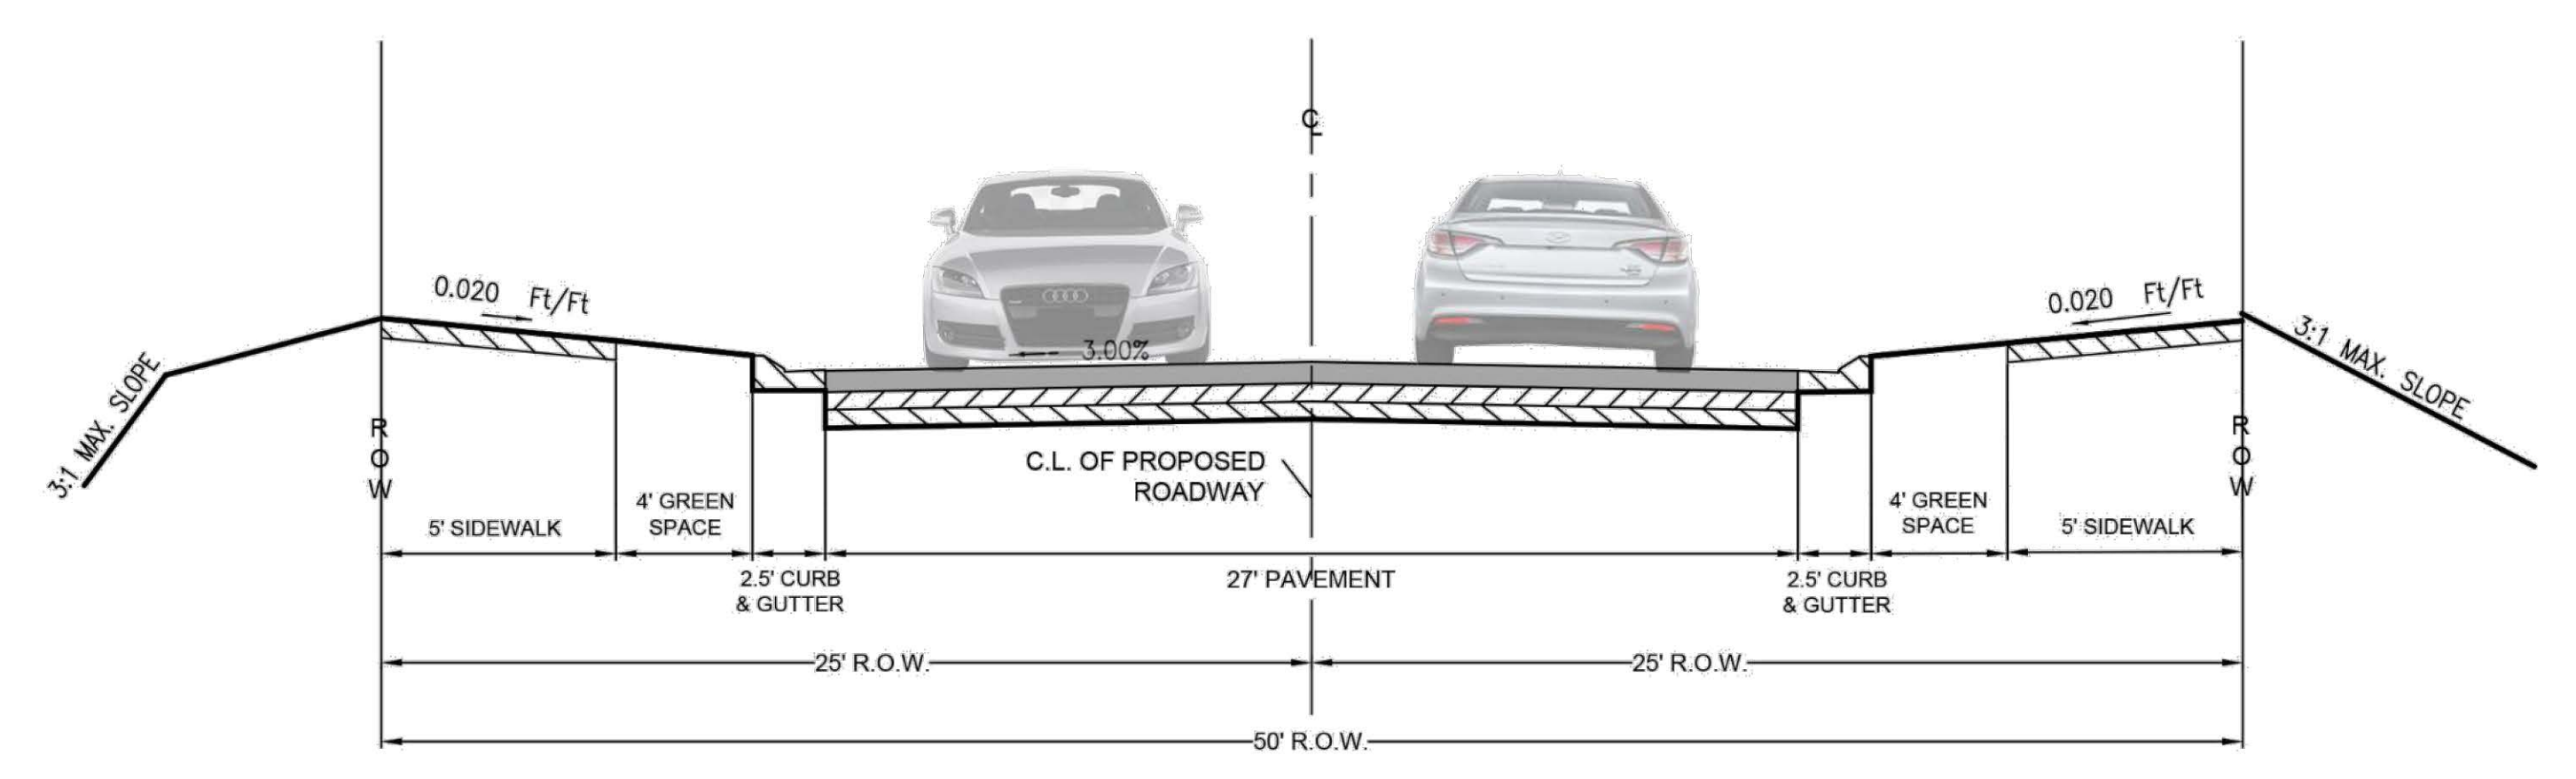 ℄
0.020 Ft/Ft
0.020 Ft/Ft
3:1 MAX. SLOPE
3:1 MAX. SLOPE
3.00%
R
O
W
R
O
W
C.L. OF PROPOSED
ROADWAY
5' SIDEWALK
4' GREEN
SPACE
4' GREEN
SPACE
5' SIDEWALK
2.5' CURB
& GUTTER
27' PAVEMENT
2.5' CURB
& GUTTER
25' R.O.W.
25' R.O.W.
50' R.O.W.